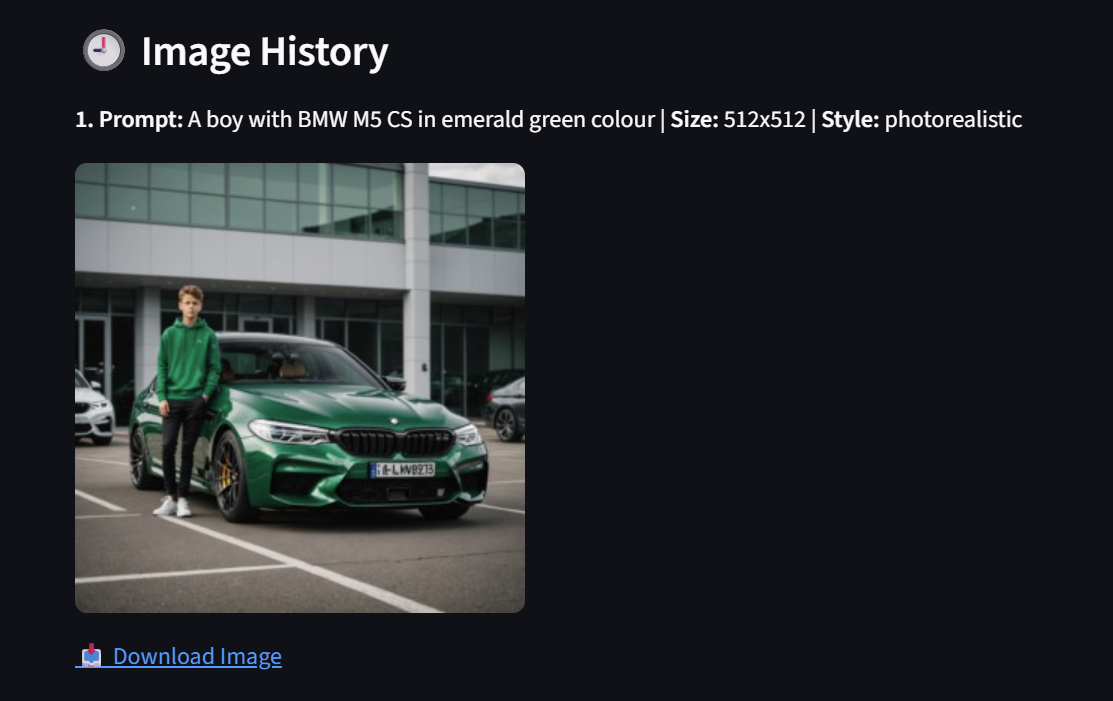 Image History
1. Prompt: A boy with BMW M5 CS in emerald green colour | Size: 512x512 | Style: photorealistic
Download Image